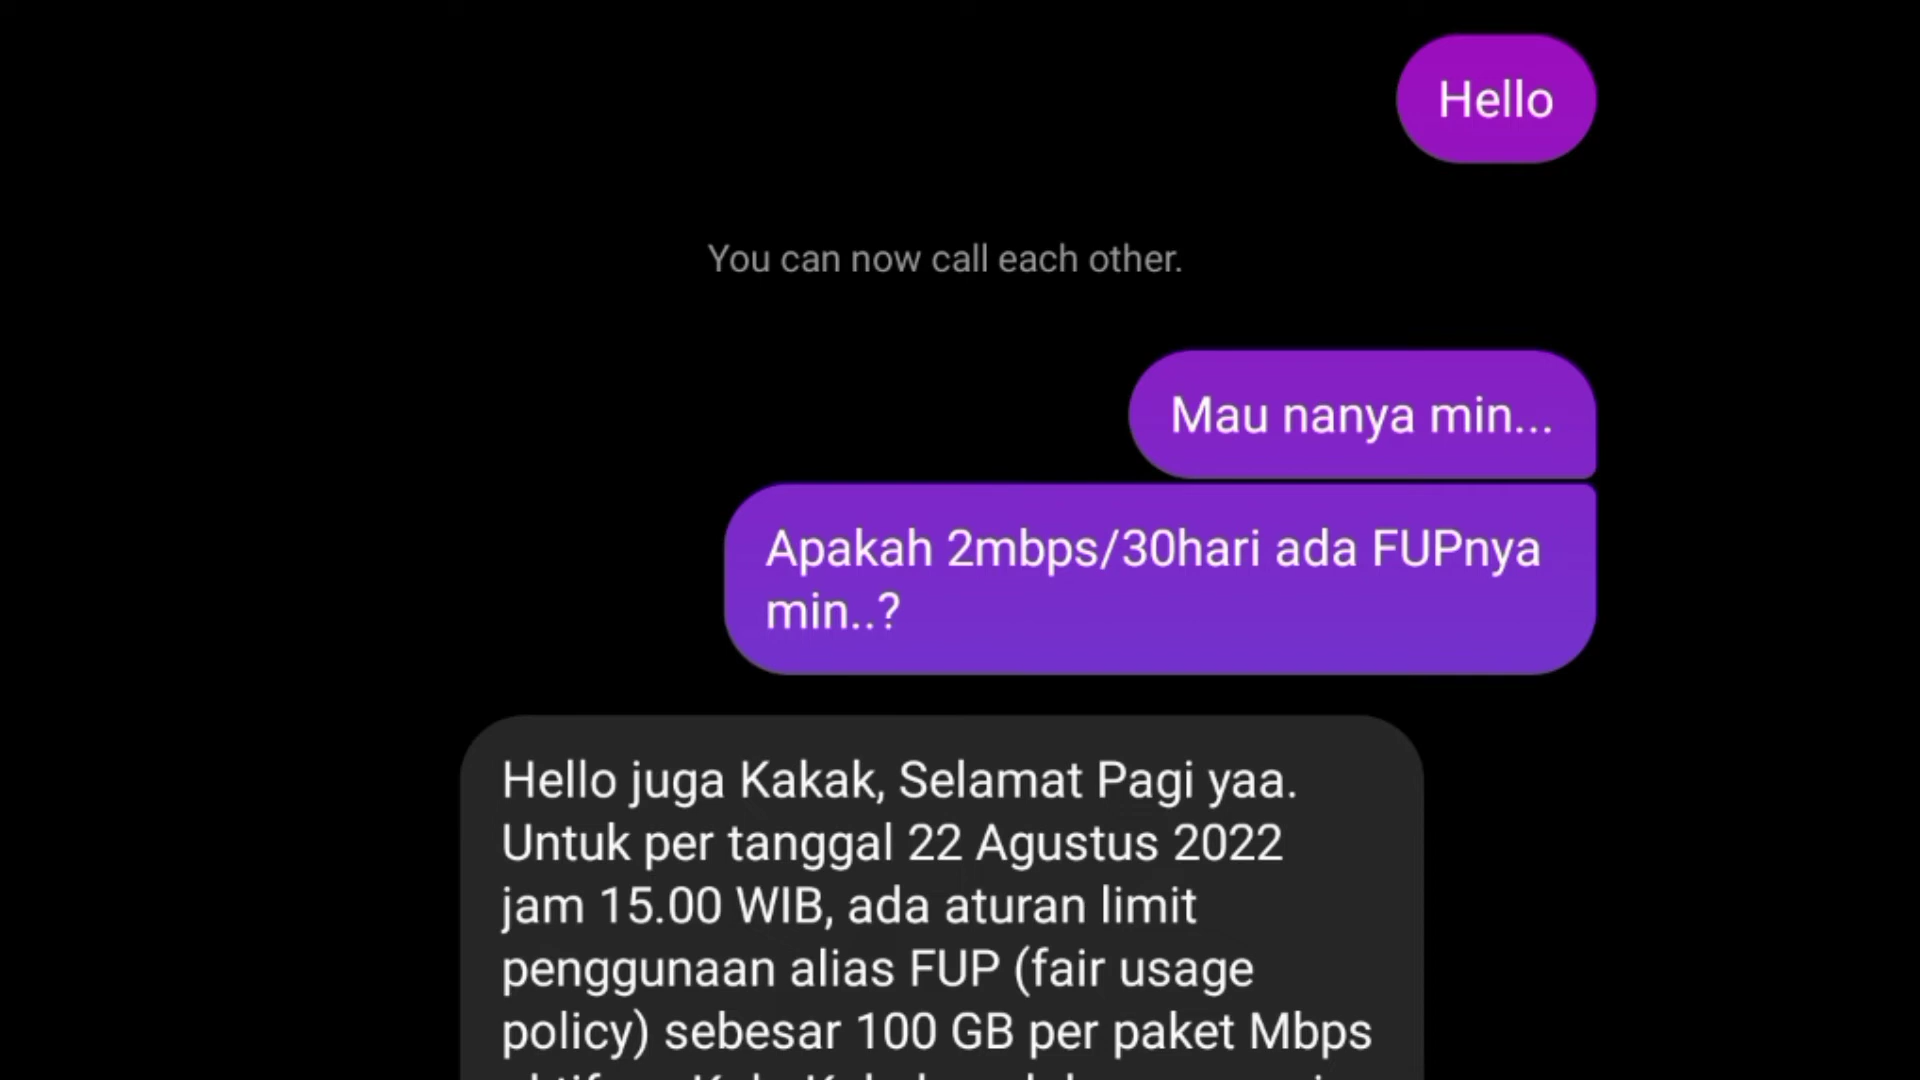 Hello
You can now call each other.
Mau nanya min...
Apakah 2mbps/30hari ada FUPnya
min..?
Hello juga Kakak, Selamat Pagi yaa.
Untuk per tanggal 22 Agustus 2022
jam 15.00 WIB, ada aturan limit
penggunaan alias FUP (fair usage
policy) sebesar 100 GB per paket Mbps